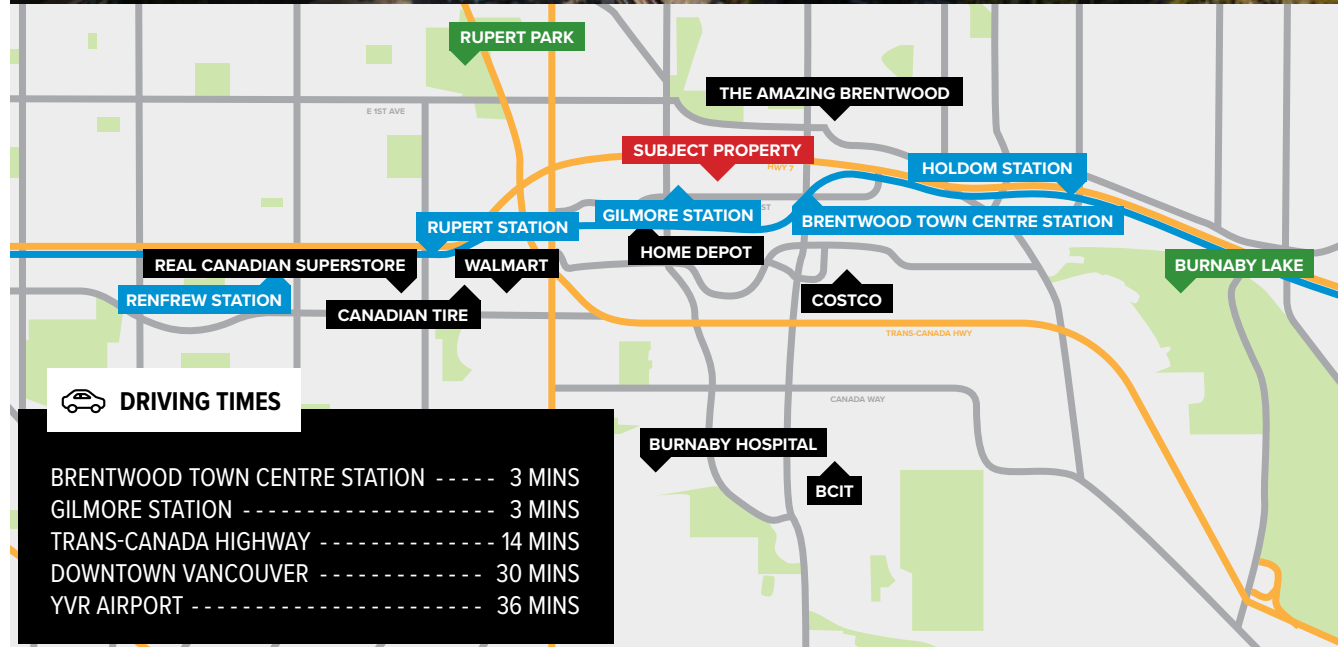 RUPERT PARK
THE AMAZING BRENTWOOD
E 1ST AVE
SUBJECT PROPERTY
HWY 7
HOLDOM STATION
ST
GILMORE STATION
BRENTWOOD TOWN CENTRE STATION
RUPERT STATION
HOME DEPOT
REAL CANADIAN SUPERSTORE
WALMART
BURNABY LAKE
RENFREW STATION
COSTCO
CANADIAN TIRE
TRANS-CANADA HWY
DRIVING TIMES
CANADA WAY
BURNABY HOSPITAL
BCIT
BRENTWOOD TOWN CENTRE STATION ----- 3 MINS
GILMORE STATION -------------------- 3 MINS
TRANS-CANADA HIGHWAY -------------- 14 MINS
DOWNTOWN VANCOUVER ------------- 30 MINS
YVR AIRPORT ----------------------- 36 MINS